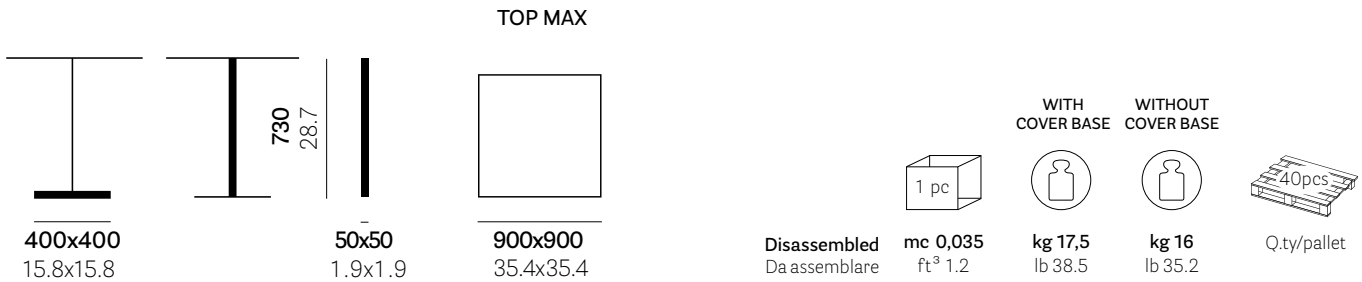 TOP MAX
730
28.7
400x400
15.8x15.8
50x50
1.9x1.9
900x900
35.4x35.4
Disassembled
Da assemblare
1 pc
mc 0,035
ft³ 1.2
WITH
COVER BASE
kg 17,5
lb 38.5
WITHOUT
COVER BASE
kg 16
lb 35.2
40pcs
Q.ty/pallet